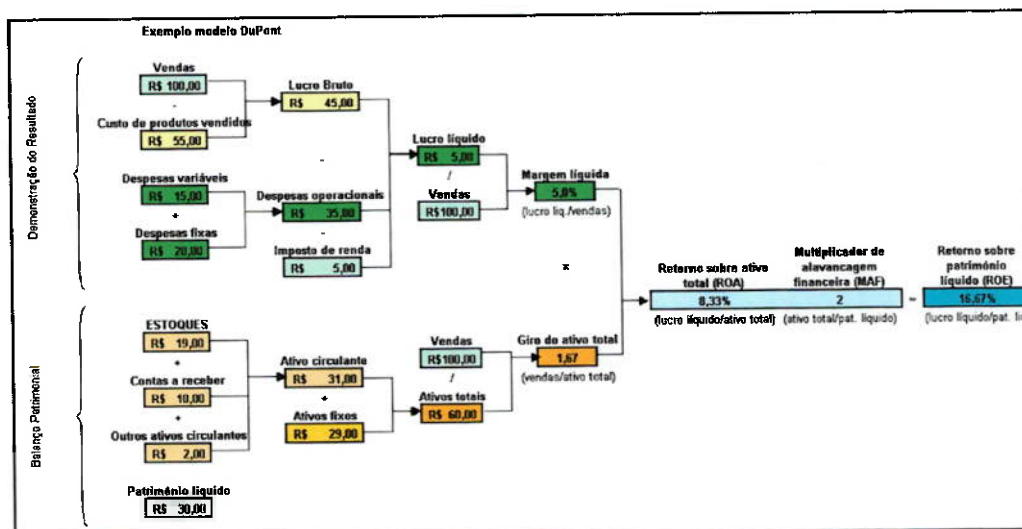 Exemplo modelo DuPont
Demonstração do Resultado
Vendas
R$ 100,00
-
Custo de produtos vendidos
R$ 55,00
Lucro Bruto
R$ 45,00
-
Despesas variáveis
R$ 15,00
+
Despesas fixas
R$ 20,00
Despesas operacionais
R$ 35,00
-
Imposto de renda
R$ 5,00
Lucro líquido
R$ 5,00
/
Vendas
R$100,00
Margem líquida
5,0%
(lucro liq./vendas)
x
Balanço Patrimonial
ESTOQUES
R$ 19,00
+
Contas a receber
R$ 10,00
+
Outros ativos circulantes
R$ 2,00
Patrimônio líquido
R$ 30,00
Ativo circulante
R$ 31,00
+
Ativos fixos
R$ 29,00
Vendas
R$100,00
/
Ativos totais
R$ 60,00
Giro do ativo total
1,67
(vendas/ativo total)
Retorno sobre ativo
total (ROA)
8,33%
(lucro líquido/ativo total)
Multiplicador de
alavancagem
financeira (MAF)
2
(ativo total/pat. líquido)
=
Retorno sobre
patrimônio
líquido (ROE)
16,67%
(lucro líquido/pat. lí